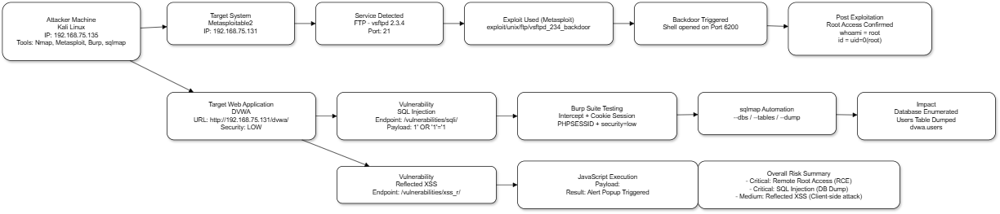 Attacker Machine
Kali Linux
IP: 192.168.75.135
Tools: Nmap, Metasploit, Burp, sqlmap
Target System
Metasploitable2
IP: 192.168.75.131
Service Detected
FTP - vsftpd 2.3.4
Port: 21
Exploit Used (Metasploit)
exploit/unix/ftp/vsftpd_234_backdoor
Backdoor Triggered
Shell opened on Port 6200
Post Exploitation
Root Access Confirmed
whoami = root
id = uid=0(root)
Target Web Application
DVWA
URL: http://192.168.75.131/dvwa/
Security: LOW
Vulnerability
SQL Injection
Endpoint: /vulnerabilities/sqli/
Payload: 1' OR '1'='1
Burp Suite Testing
Intercept + Cookie Session
PHPSESSID + security=low
sqlmap Automation
--dbs / --tables / --dump
Impact
Database Enumerated
Users Table Dumped
dvwa.users
Vulnerability
Reflected XSS
Endpoint: /vulnerabilities/xss_r/
JavaScript Execution
Payload:
Result: Alert Popup Triggered
Overall Risk Summary
- Critical: Remote Root Access (RCE)
- Critical: SQL Injection (DB Dump)
- Medium: Reflected XSS (Client-side attack)